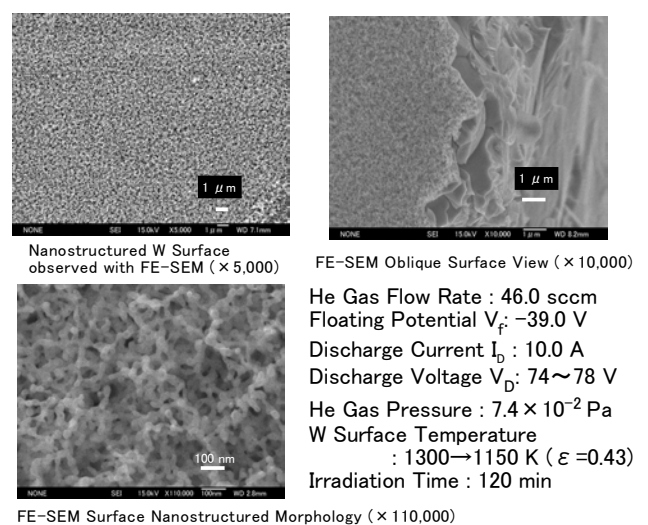 1 μm
NONE SEI 15.0kV X5,000 1μm WD 7.1mm
Nanostructured W Surface
observed with FE-SEM (×5,000)
1 μm
NONE SEI 15.0kV X10,000 1μm WD 8.2mm
FE-SEM Oblique Surface View (×10,000)
100 nm
NONE SEI 15.0kV X110,000 100nm WD 2.8mm
FE-SEM Surface Nanostructured Morphology (×110,000)
He Gas Flow Rate : 46.0 sccm
Floating Potential Vf: −39.0 V
Discharge Current ID : 10.0 A
Discharge Voltage VD: 74～78 V
He Gas Pressure : 7.4×10−2 Pa
W Surface Temperature
: 1300→1150 K (ε=0.43)
Irradiation Time : 120 min